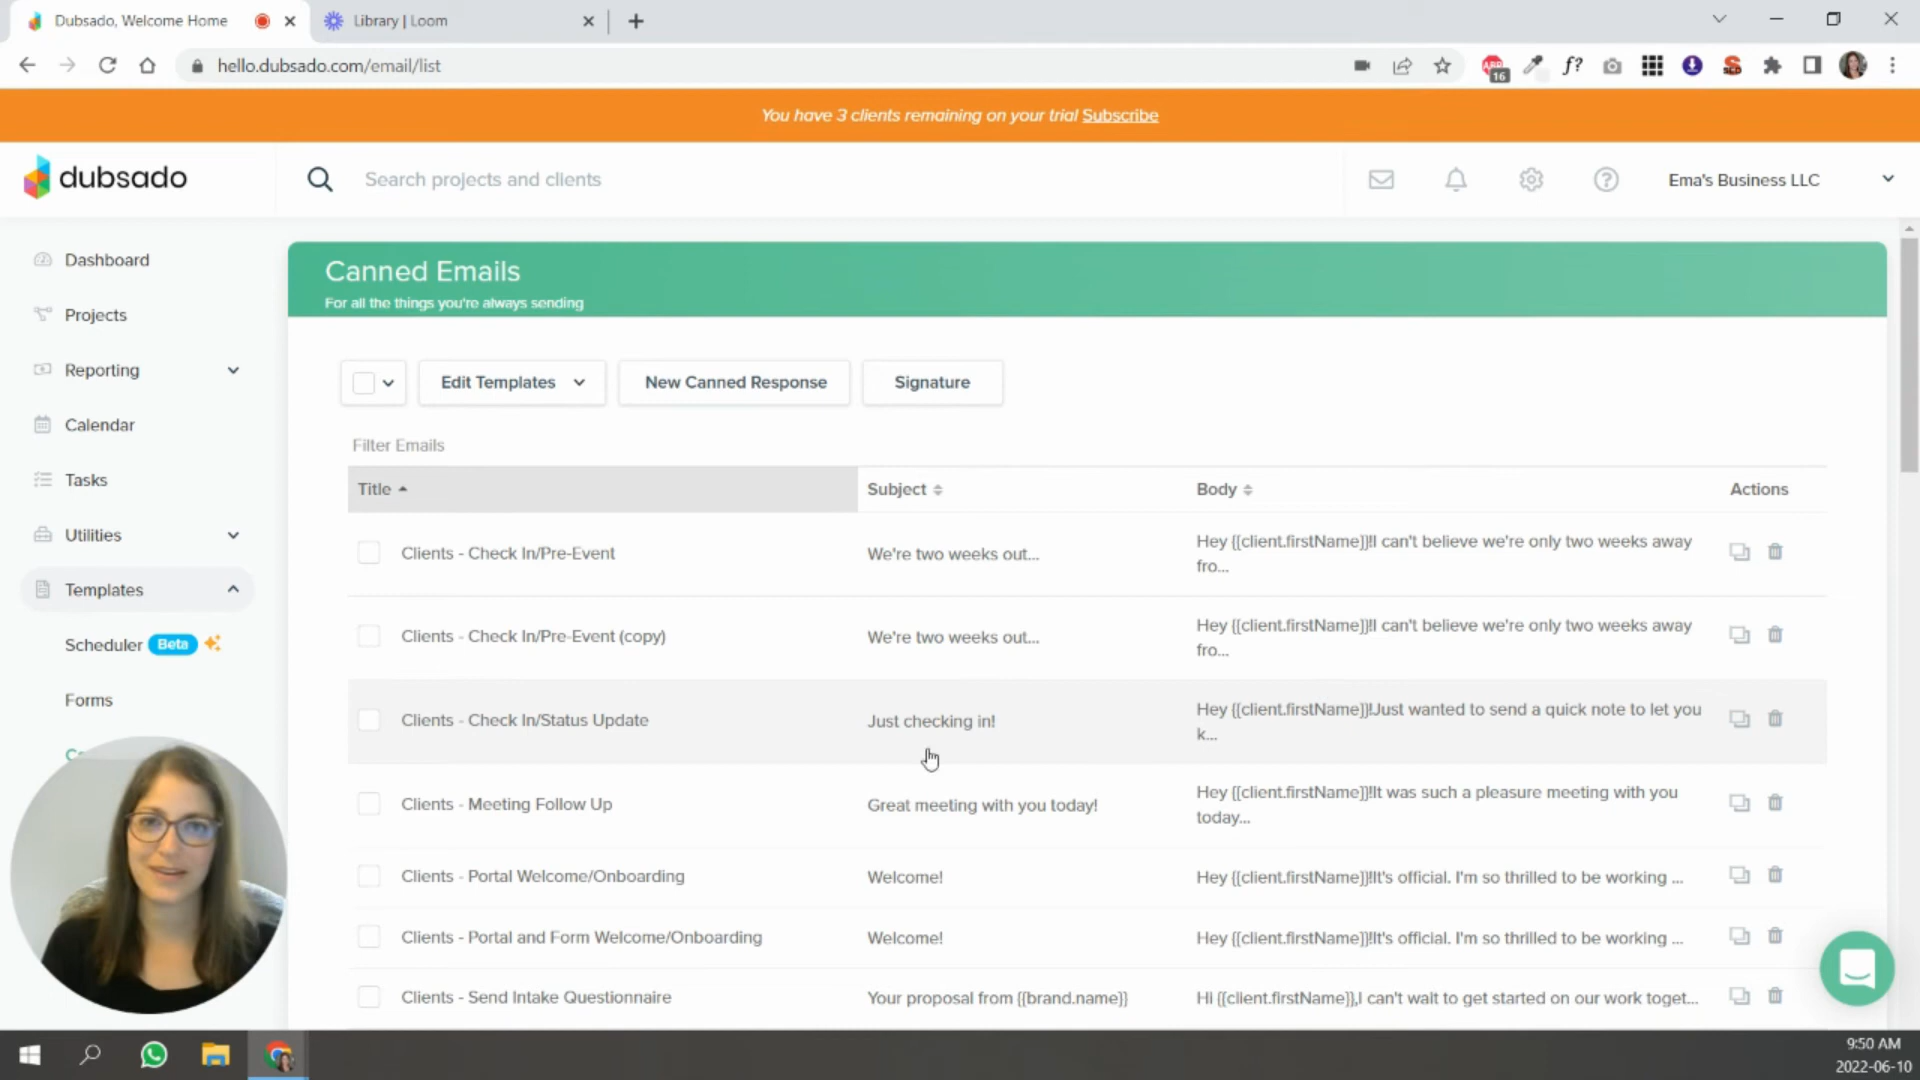 Dubsado, Welcome Home
Library | Loom
hello.dubsado.com/email/list
16
f?
You have 3 clients remaining on your trial Subscribe
dubsado
Search projects and clients
Ema's Business LLC
Dashboard
Projects
Reporting
Calendar
Tasks
Utilities
Templates
Scheduler Beta
Forms
Canned Emails
For all the things you're always sending
Edit Templates
New Canned Response
Signature
Filter Emails
Title Subject Body Actions
Clients - Check In/Pre-Event
We're two weeks out...
Hey {{client.firstName}}!I can't believe we're only two weeks away
fro...
Clients - Check In/Pre-Event (copy)
We're two weeks out...
Hey {{client.firstName}}!I can't believe we're only two weeks away
fro...
Clients - Check In/Status Update
Just checking in!
Hey {{client.firstName}}!Just wanted to send a quick note to let you
k...
Clients - Meeting Follow Up
Great meeting with you today!
Hey {{client.firstName}}!It was such a pleasure meeting with you
today...
Clients - Portal Welcome/Onboarding
Welcome!
Hey {{client.firstName}}!It's official. I'm so thrilled to be working ...
Clients - Portal and Form Welcome/Onboarding
Welcome!
Hey {{client.firstName}}!It's official. I'm so thrilled to be working ...
Clients - Send Intake Questionnaire
Your proposal from {{brand.name}}
Hi {{client.firstName}},I can't wait to get started on our work toget...
9:50 AM
2022-06-10